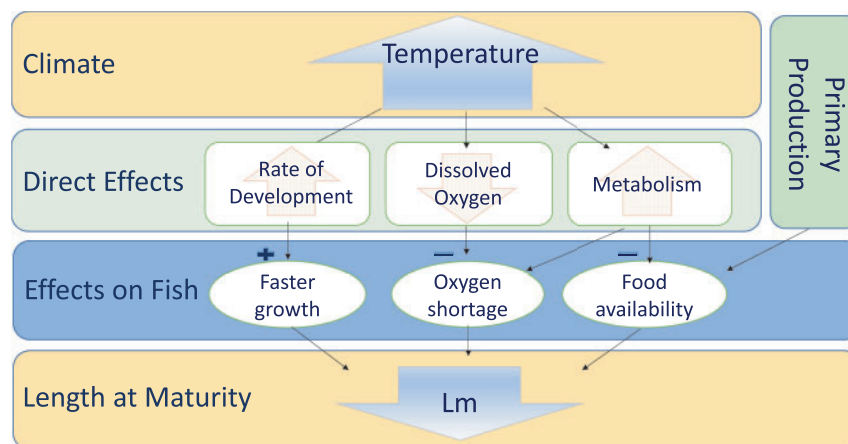 Climate
Temperature
Primary
Production
Direct Effects
Rate of
Development
Dissolved
Oxygen
Metabolism
+
–
–
Effects on Fish
Faster
growth
Oxygen
shortage
Food
availability
Length at Maturity
Lm